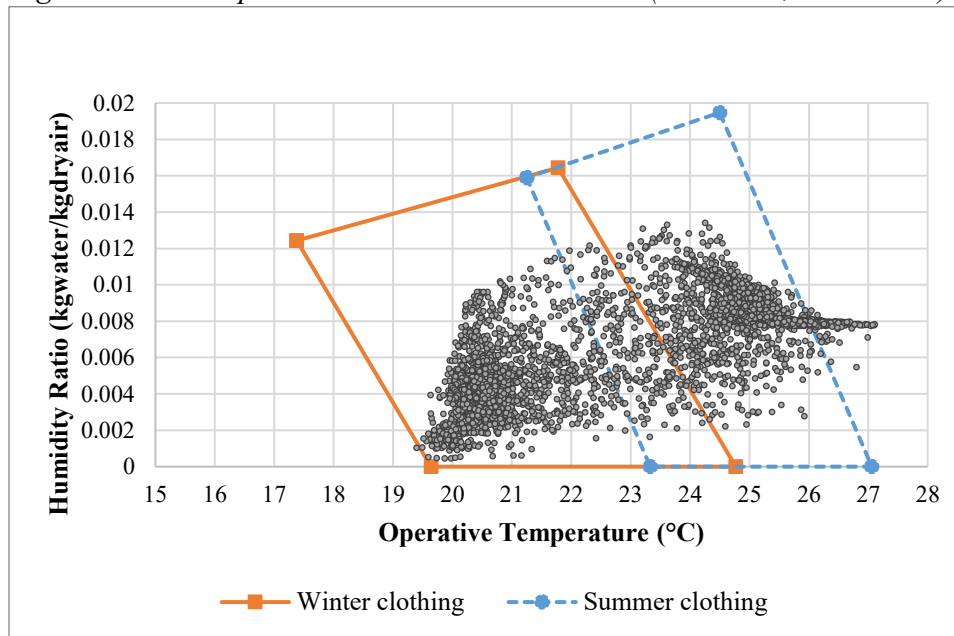 Humidity Ratio (kgwater/kgdryair)
0.02
0.018
0.016
0.014
0.012
0.01
0.008
0.006
0.004
0.002
0
15 16 17 18 19 20 21 22 23 24 25 26 27 28
Operative Temperature (°C)
Winter clothing
Summer clothing